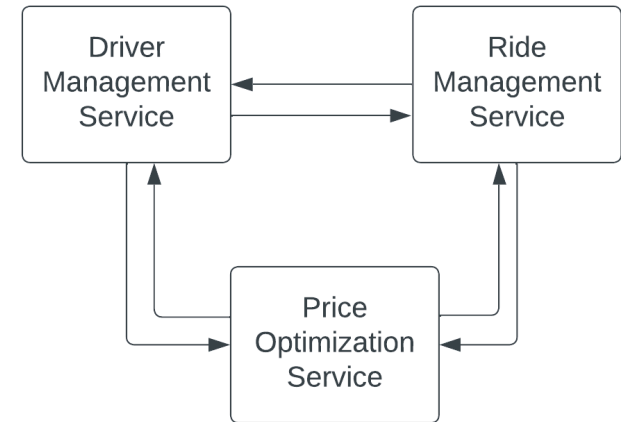 Driver
Management
Service
Ride
Management
Service
Price
Optimization
Service